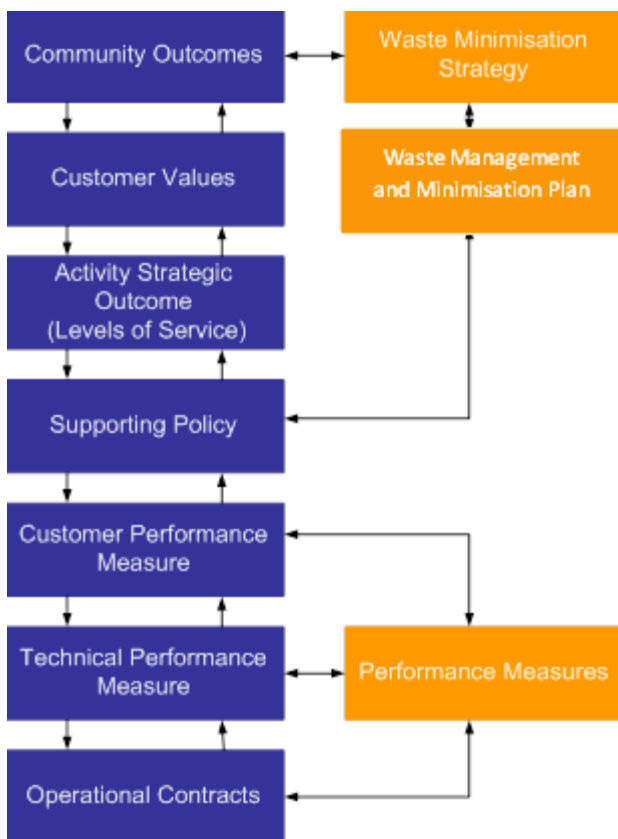 Community Outcomes
Waste Minimisation
Strategy
Customer Values
Waste Management
and Minimisation Plan
Activity Strategic
Outcome
(Levels of Service)
Supporting Policy
Customer Performance
Measure
Technical Performance
Measure
Performance Measures
Operational Contracts